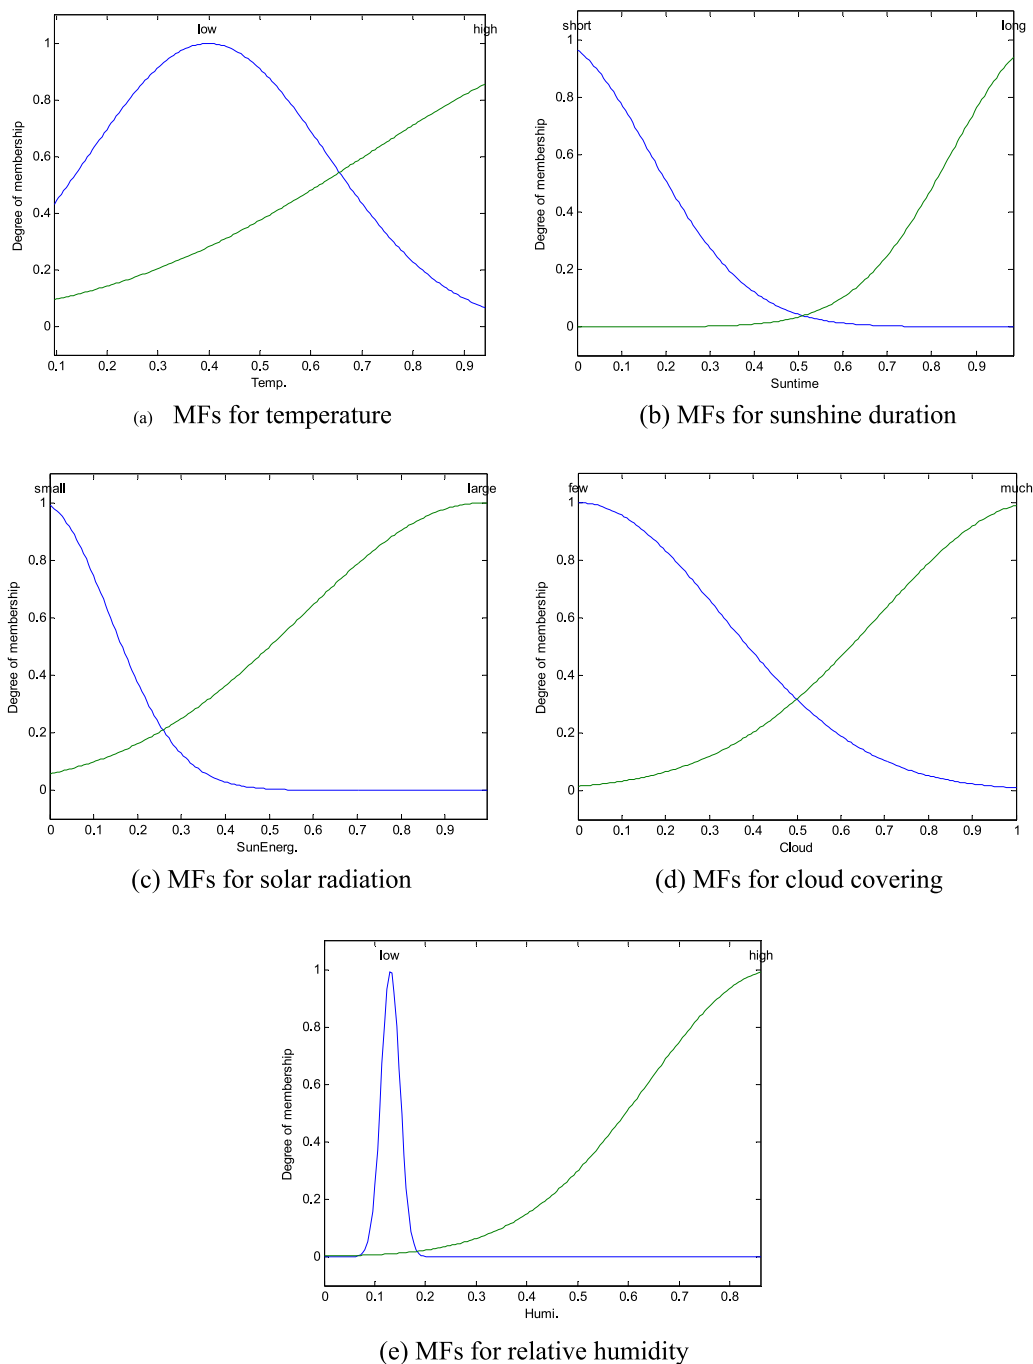 low high
1
0.8
0.6
0.4
0.2
0
Degree of membership
0.1 0.2 0.3 0.4 0.5 0.6 0.7 0.8 0.9
Temp.
(a) MFs for temperature
short long
1
0.8
0.6
0.4
0.2
0
Degree of membership
0 0.1 0.2 0.3 0.4 0.5 0.6 0.7 0.8 0.9
Suntime
(b) MFs for sunshine duration
small large
1
0.8
0.6
0.4
0.2
0
Degree of membership
0 0.1 0.2 0.3 0.4 0.5 0.6 0.7 0.8 0.9
SunEnerg.
(c) MFs for solar radiation
few much
1
0.8
0.6
0.4
0.2
0
Degree of membership
0 0.1 0.2 0.3 0.4 0.5 0.6 0.7 0.8 0.9 1
Cloud
(d) MFs for cloud covering
low high
1
0.8
0.6
0.4
0.2
0
Degree of membership
0 0.1 0.2 0.3 0.4 0.5 0.6 0.7 0.8
Humi.
(e) MFs for relative humidity